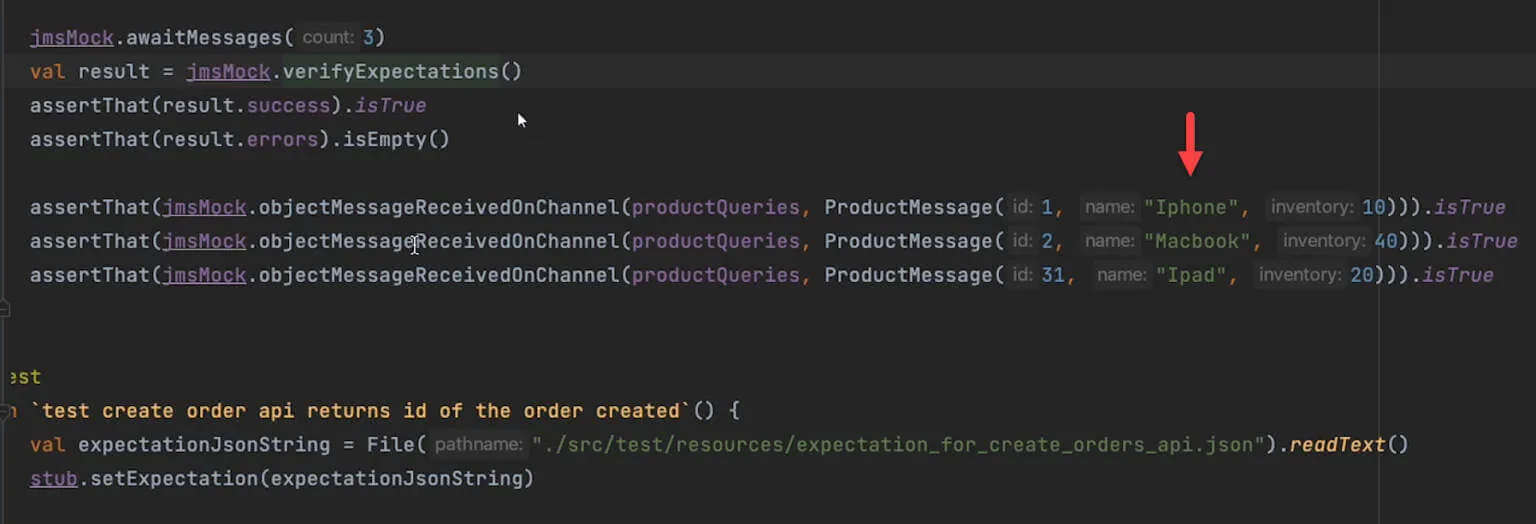 jmsMock.awaitMessages( count: 3)
val result = jmsMock.verifyExpectations()
assertThat(result.success).isTrue
assertThat(result.errors).isEmpty()
assertThat(jmsMock.objectMessageReceivedOnChannel(productQueries, ProductMessage( id: 1, name: "Iphone", inventory: 10))).isTrue
assertThat(jmsMock.objectMessageReceivedOnChannel(productQueries, ProductMessage( id: 2, name: "Macbook", inventory: 40))).isTrue
assertThat(jmsMock.objectMessageReceivedOnChannel(productQueries, ProductMessage( id: 31, name: "Ipad", inventory: 20))).isTrue
est
`test create order api returns id of the order created`() {
val expectationJsonString = File( pathname: "./src/test/resources/expectation_for_create_orders_api.json").readText()
stub.setExpectation(expectationJsonString)